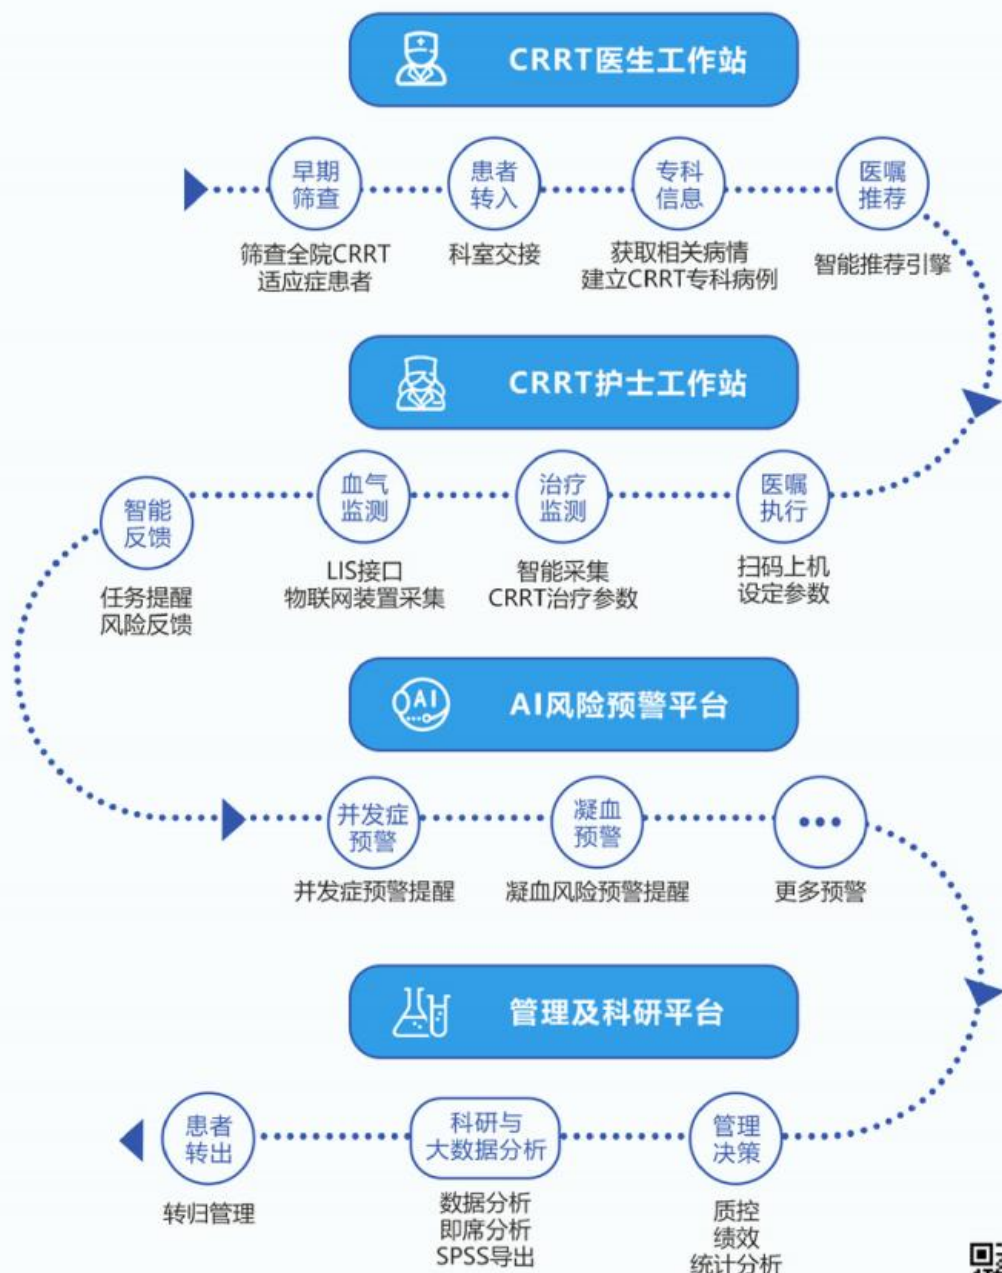 CRRT医生工作站
早期
筛查
患者
转入
专科
信息
医嘱
推荐
筛查全院CRRT
适应症患者
科室交接
获取相关病情
建立CRRT专科病例
智能推荐引擎
CRRT护士工作站
智能
反馈
血气
监测
治疗
监测
医嘱
执行
任务提醒
风险反馈
LIS接口
物联网装置采集
智能采集
CRRT治疗参数
扫码上机
设定参数
AI
AI风险预警平台
并发症
预警
凝血
预警
•••
并发症预警提醒
凝血风险预警提醒
更多预警
管理及科研平台
患者
转出
科研与
大数据分析
管理
决策
转归管理
数据分析
即席分析
SPSS导出
质控
绩效
统计分析